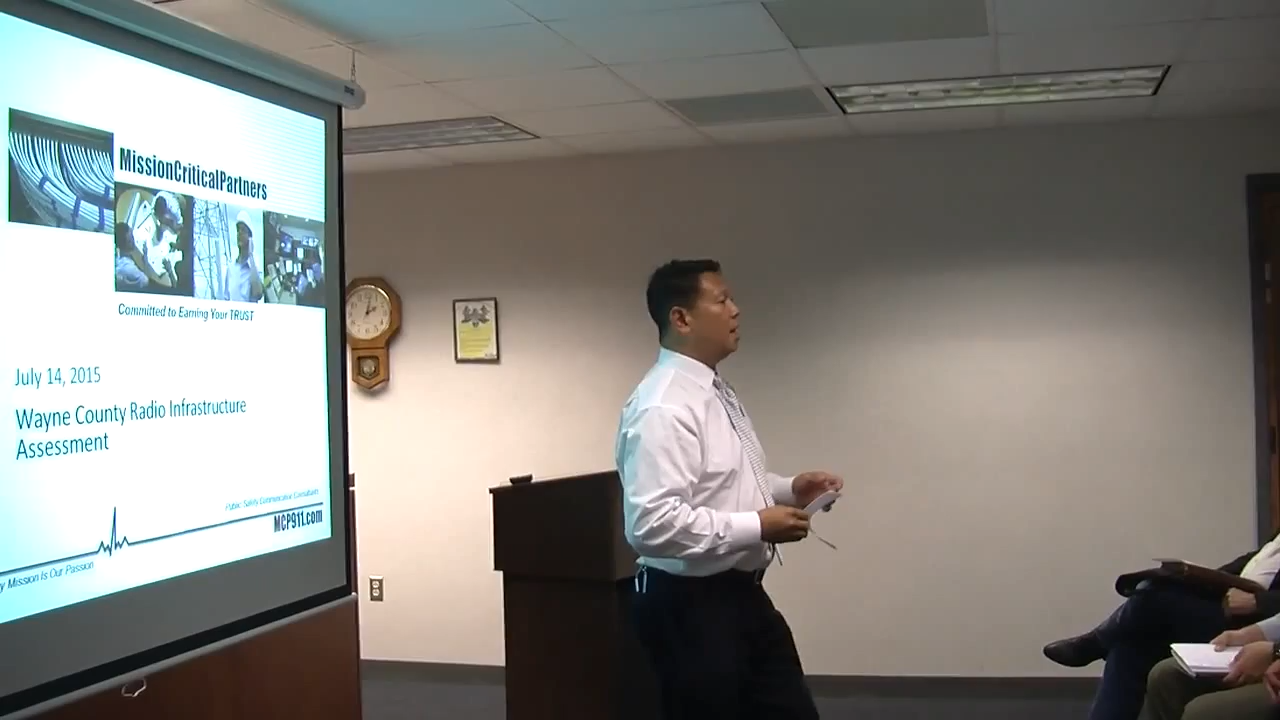 MissionCriticalPartners
Committed to Earning Your TRUST
July 14, 2015
Wayne County Radio Infrastructure
Assessment
Public Safety Communications Consultants
MCP911.com
Mission Is Our Passion